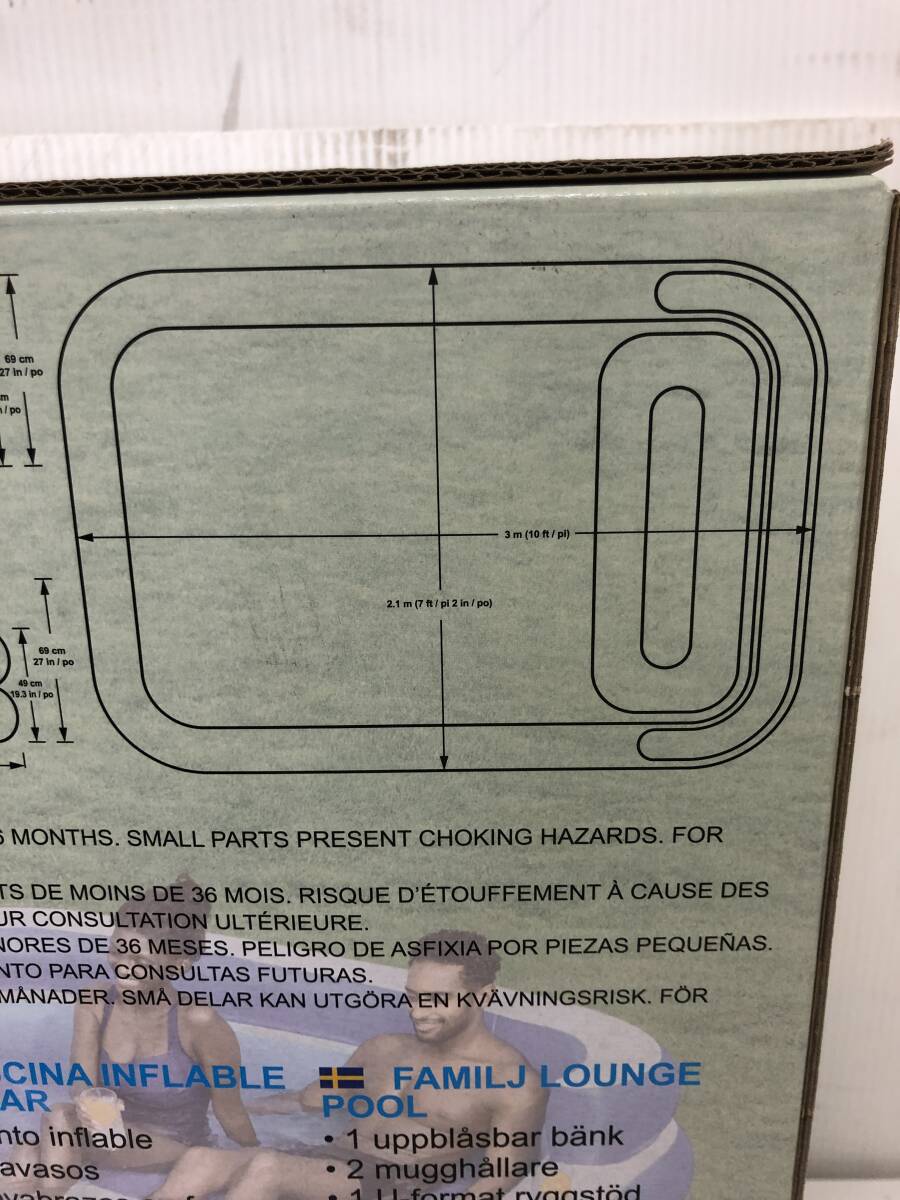 69 cm
27 in / po
m
n / po
3 m (10 ft / pi)
2.1 m (7 ft / pi 2 in / po)
69 cm
27 in / po
49 cm
19.3 in / po
6 MONTHS. SMALL PARTS PRESENT CHOKING HAZARDS. FOR
TS DE MOINS DE 36 MOIS. RISQUE D'ÉTOUFFEMENT À CAUSE DES
UR CONSULTATION ULTÉRIEURE.
NORES DE 36 MESES. PELIGRO DE ASFIXIA POR PIEZAS PEQUEÑAS.
NTO PARA CONSULTAS FUTURAS.
MÅNADER. SMÅ DELAR KAN UTGÖRA EN KVÄVNINGSRISK. FÖR
CINA INFLABLE
AR
nto inflable
avasos
FAMILJ LOUNGE
POOL
• 1 uppblåsbar bänk
• 2 mugghållare
• 1 U-format ryggstöd